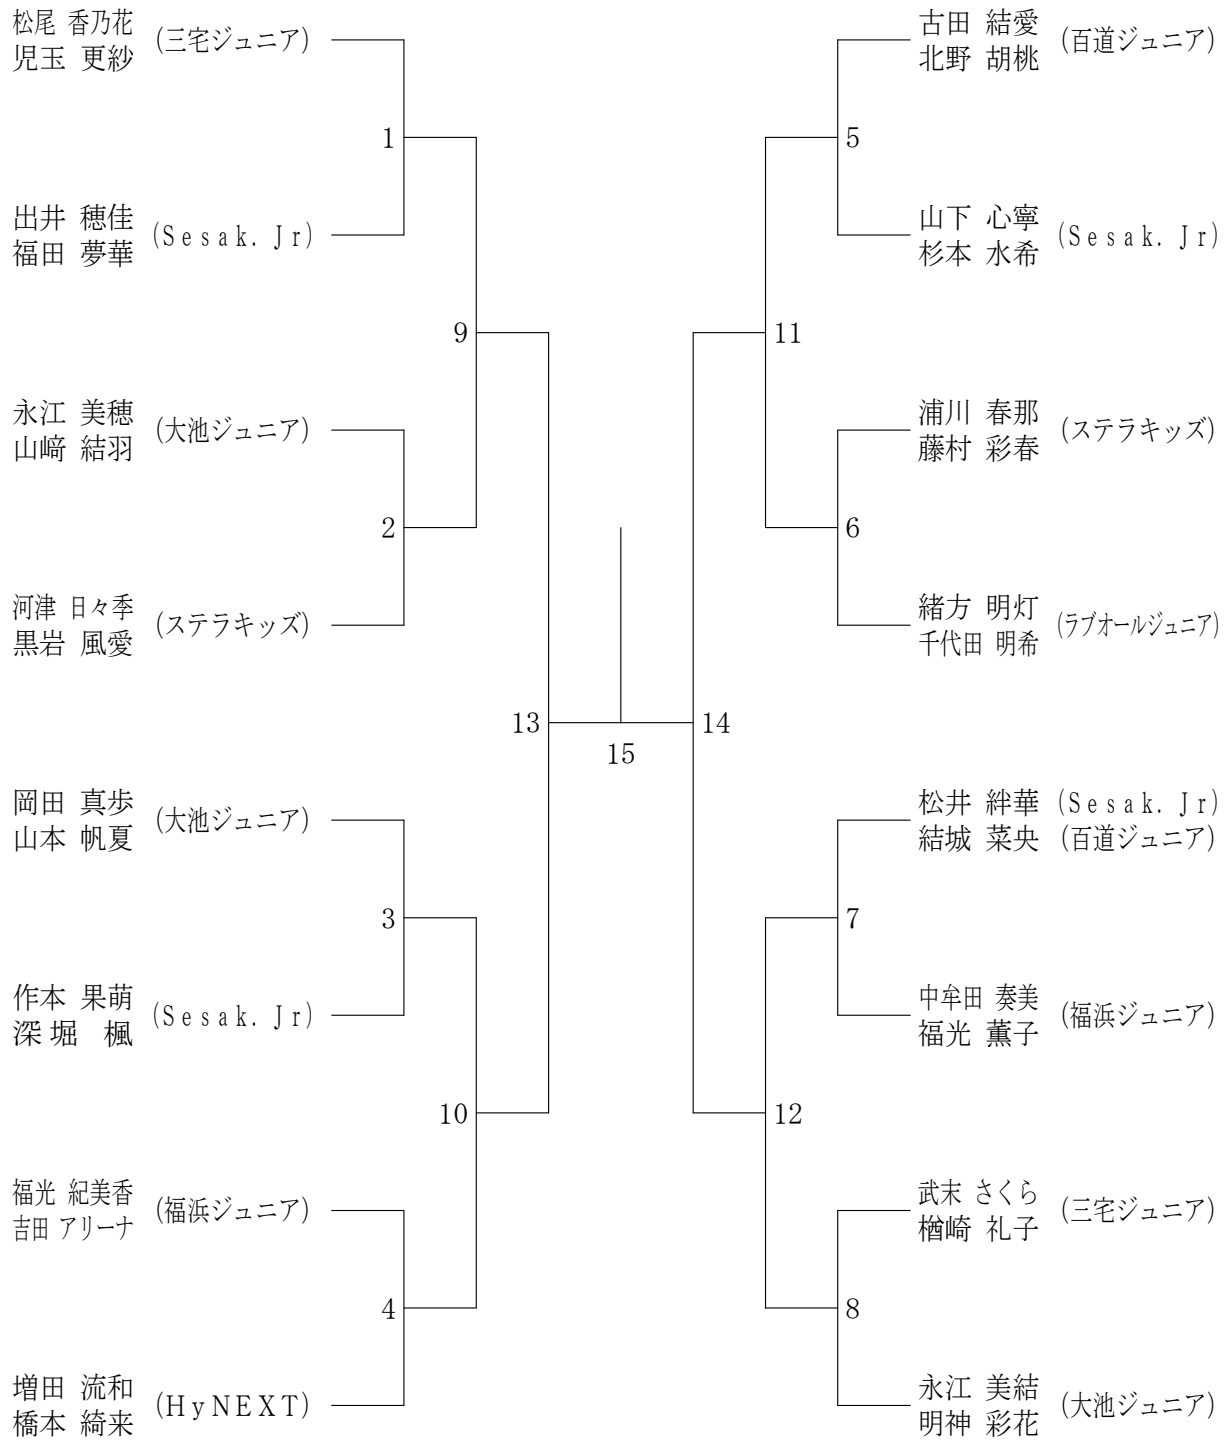 松尾 香乃花
児玉 更紗
(三宅ジュニア)
1
出井 穂佳
福田 夢華
(Sesak. Jr)
9
永江 美穂
山﨑 結羽
(大池ジュニア)
2
河津 日々季
黒岩 風愛
(ステラキッズ)
13
岡田 真歩
山本 帆夏
(大池ジュニア)
3
作本 果萌
深堀 楓
(Sesak. Jr)
10
福光 紀美香
吉田 アリーナ
(福浜ジュニア)
4
増田 流和
橋本 綺来
(HyNEXT)
15
古田 結愛
北野 胡桃
(百道ジュニア)
5
山下 心寧
杉本 水希
(Sesak. Jr)
11
浦川 春那
藤村 彩春
(ステラキッズ)
6
緒方 明灯
千代田 明希
(ラブオールジュニア)
14
松井 絆華 (Sesak. Jr)
結城 菜央 (百道ジュニア)
7
中牟田 奏美
福光 薫子
(福浜ジュニア)
12
武末 さくら
楢崎 礼子
(三宅ジュニア)
8
永江 美結
明神 彩花
(大池ジュニア)